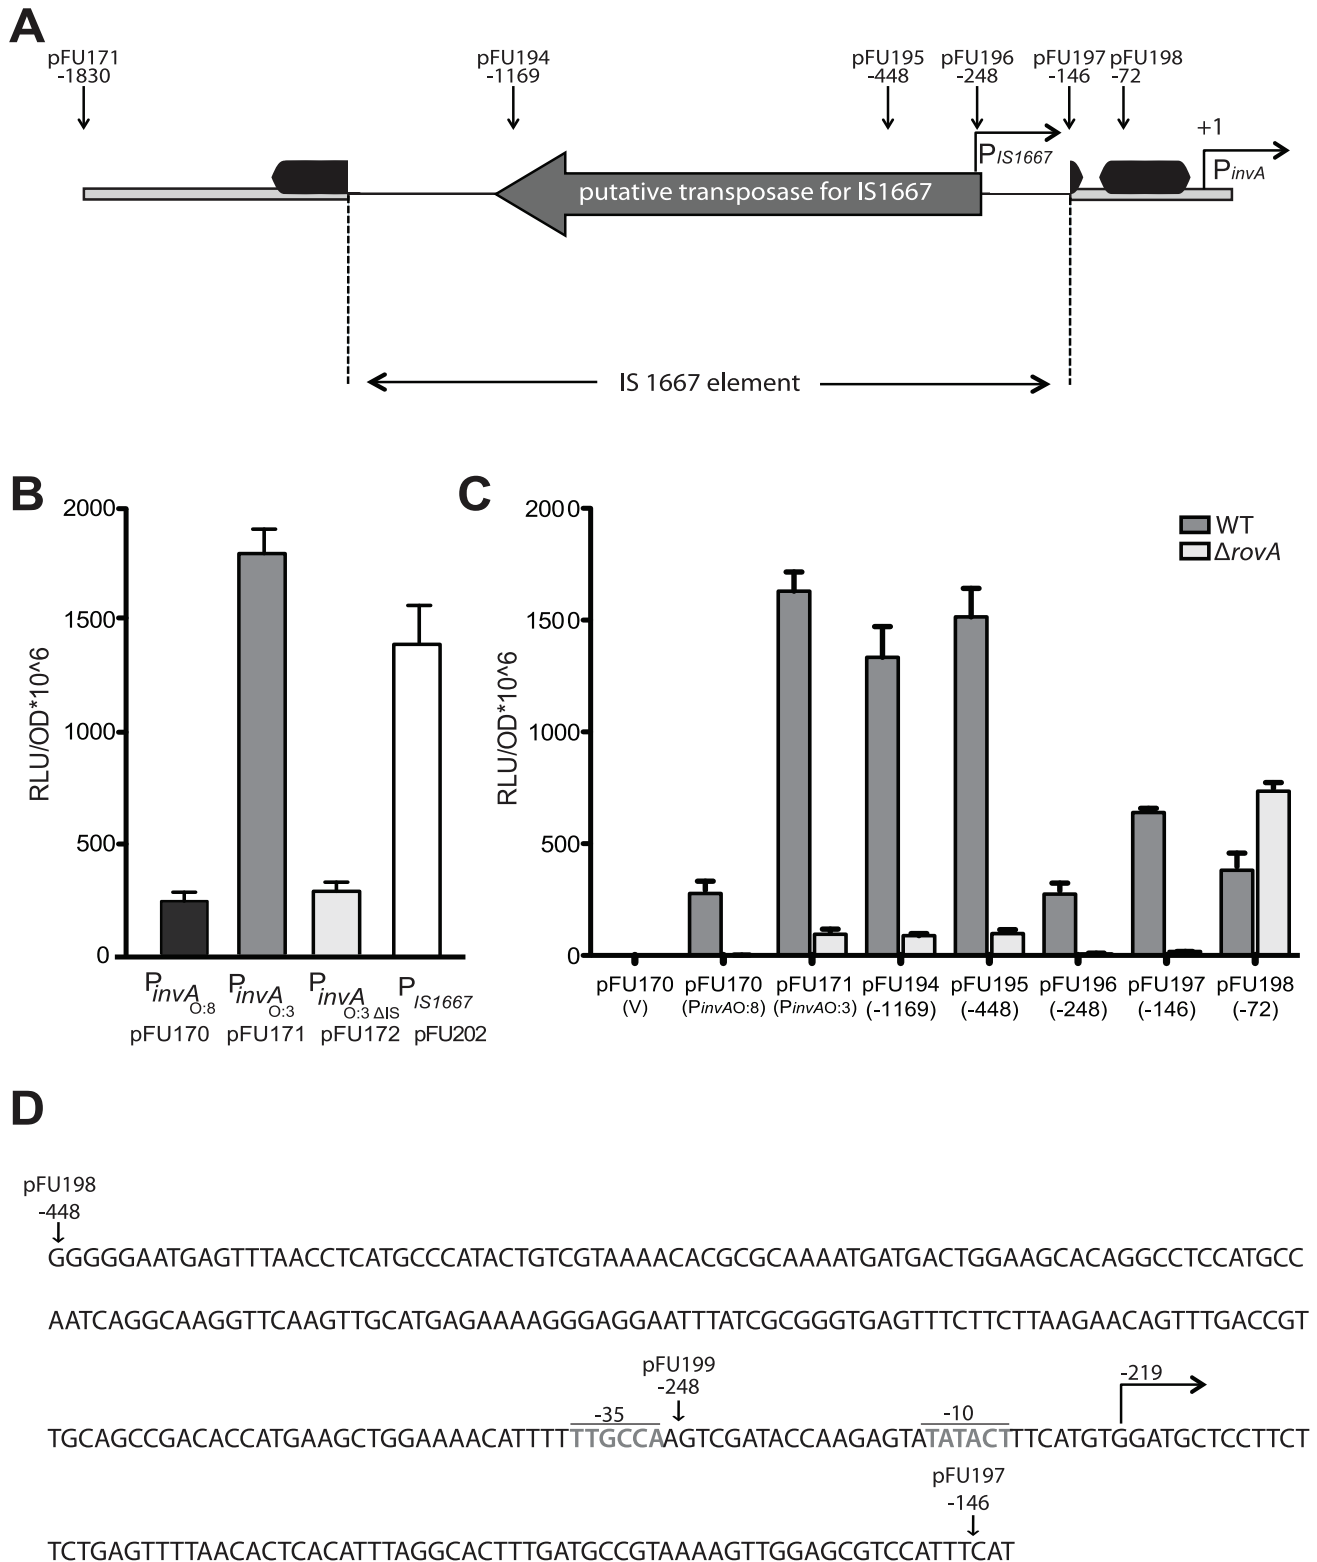 A
pFU171 pFU194 pFU195 pFU196 pFU197 pFU198
-1830 -1169 -448 -248 -146 -72
+1
PIS1667
PinvA
putative transposase for IS1667
IS 1667 element
B
2000
1500
1000
500
0
RLU/OD*10^6
PinvA O:8 PinvA O:3 PinvA O:3 ΔIS PIS1667
pFU170 pFU171 pFU172 pFU202
C
2000
1500
1000
500
0
RLU/OD*10^6
WT
ΔrovA
pFU170 pFU170 pFU171 pFU194 pFU195 pFU196 pFU197 pFU198
(V) (PinvAO:8) (PinvAO:3) (-1169) (-448) (-248) (-146) (-72)
D
pFU198
-448
GGGGGAATGAGTTTAACCTCATGCCCATACTGTCGTAAAACACGCGCAAAATGATGACTGGAAGCACAGGCCTCCATGCC
AATCAGGCAAGGTTCAAGTTGCATGAGAAAAGGGAGGAATTTATCGCGGGTGAGTTTCTTCTTAAGAACAGTTTGACCGT
pFU199
-248
-219
-35
-10
TGCAGCCGACACCATGAAGCTGGAAAACATTTTTTGCCAAGTCGATACCAAGAGTATATACTTTCATGTGGATGCTCCTTCT
pFU197
-146
TCTGAGTTTTAACACTCACATTTAGGCACTTTGATGCCGTAAAAGTTGGAGCGTCCATTTCAT